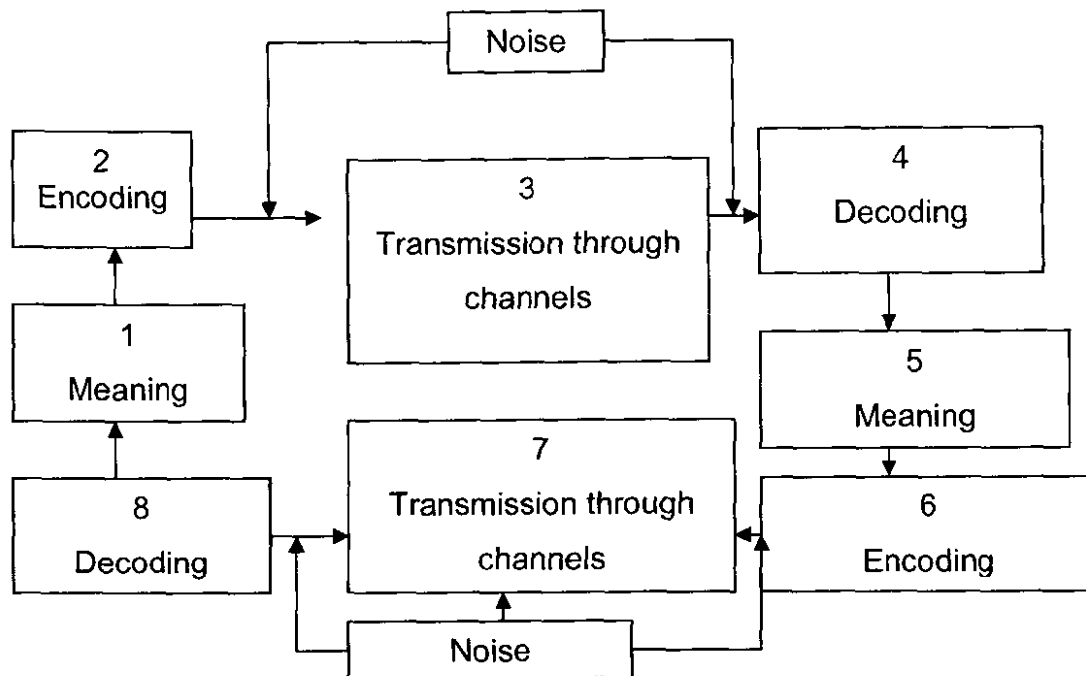 Noise
2
Encoding
3
Transmission through
channels
4
Decoding
1
Meaning
5
Meaning
8
Decoding
7
Transmission through
channels
6
Encoding
Noise